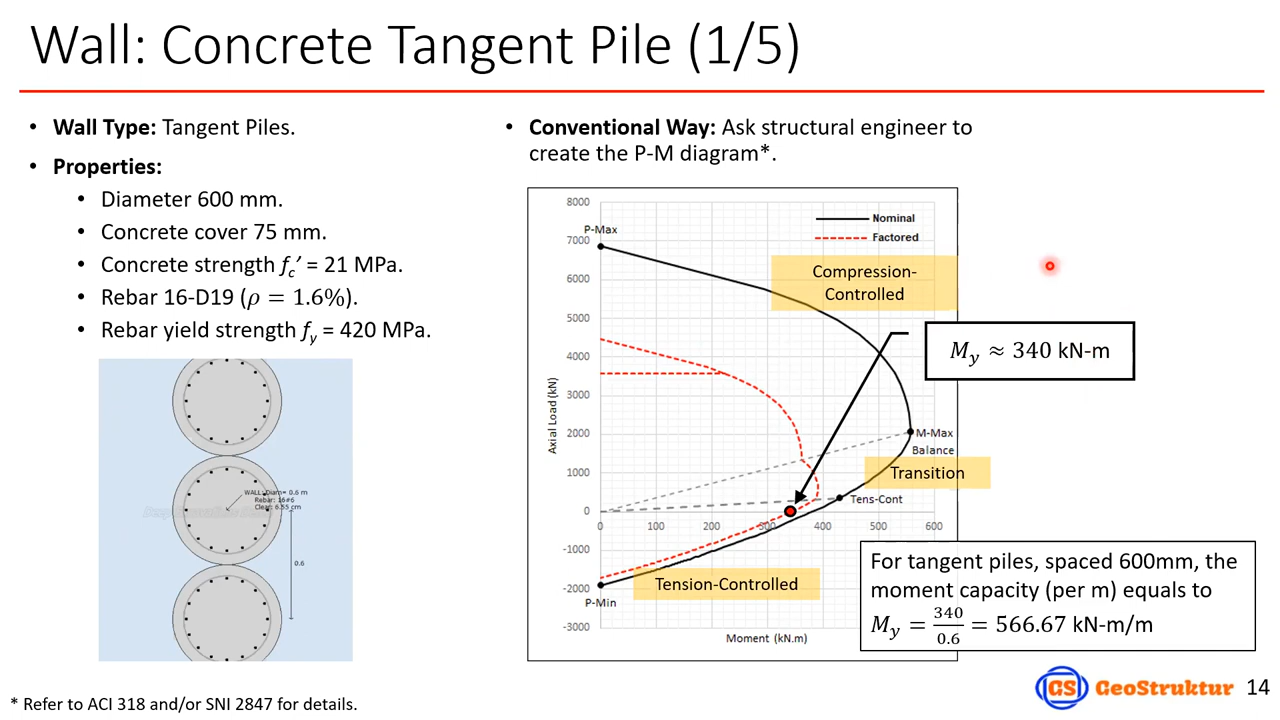 Wall: Concrete Tangent Pile (1/5)
• Wall Type: Tangent Piles.
• Properties:
• Diameter 600 mm.
• Concrete cover 75 mm.
• Concrete strength fc′ = 21 MPa.
• Rebar 16-D19 (ρ = 1.6%).
• Rebar yield strength fy = 420 MPa.
WALL: Diam= 0.6 m
Rebar: 16#6
Clear: 6.55 cm
0.6
• Conventional Way: Ask structural engineer to
create the P-M diagram*.
8000
7000
6000
5000
4000
3000
2000
1000
0
-1000
-2000
-3000
Axial Load (kN)
0 100 200 300 400 500 600
Moment (kN.m)
Nominal
Factored
P-Max
Compression-
Controlled
M-Max
Balance
Transition
Tens-Cont
Tension-Controlled
P-Min
My ≈ 340 kN-m
For tangent piles, spaced 600mm, the
moment capacity (per m) equals to
My = 340/0.6 = 566.67 kN-m/m
* Refer to ACI 318 and/or SNI 2847 for details.
GS GeoStruktur 14